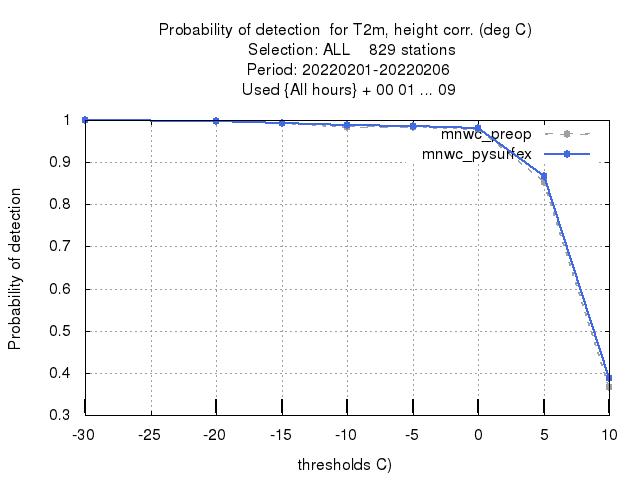 Probability of detection  for T2m, height corr. (deg C)
Selection: ALL    829 stations
Period: 20220201-20220206
Used {All hours} + 00 01 ... 09
mnwc_preop
mnwc_pysurfex
Probability of detection
1
0.9
0.8
0.7
0.6
0.5
0.4
0.3
-30 -25 -20 -15 -10 -5 0 5 10
thresholds C)